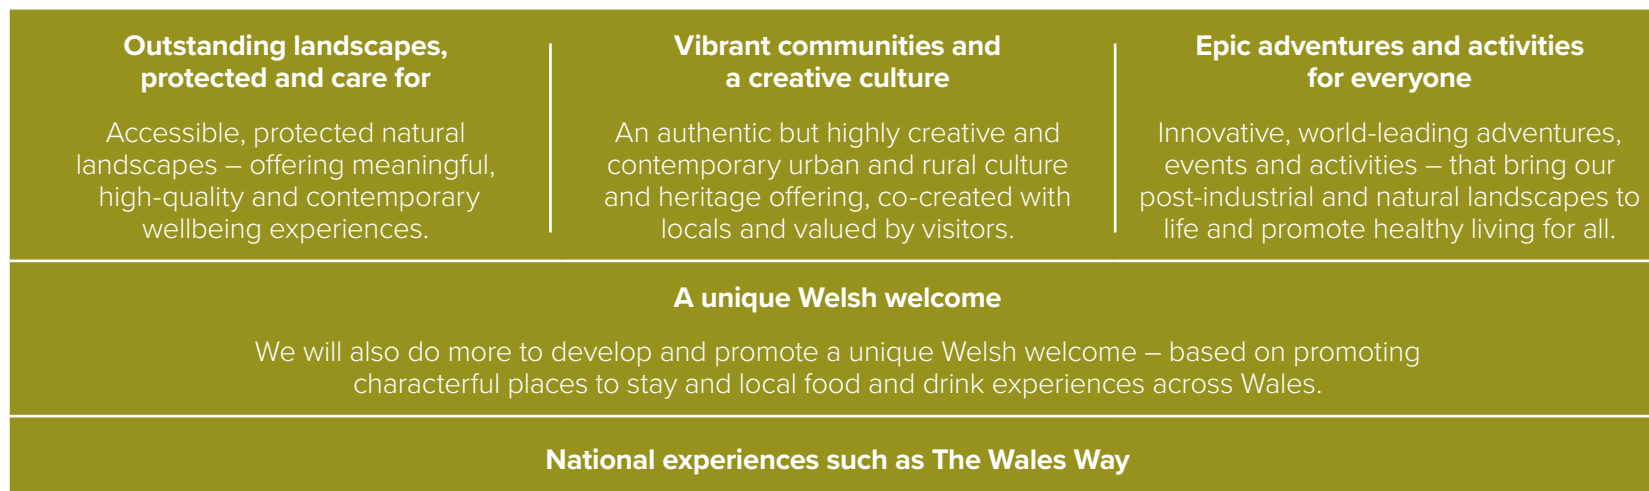 Outstanding landscapes,
protected and care for
Accessible, protected natural
landscapes – offering meaningful,
high-quality and contemporary
wellbeing experiences.
Vibrant communities and
a creative culture
An authentic but highly creative and
contemporary urban and rural culture
and heritage offering, co-created with
locals and valued by visitors.
Epic adventures and activities
for everyone
Innovative, world-leading adventures,
events and activities – that bring our
post-industrial and natural landscapes to
life and promote healthy living for all.
A unique Welsh welcome
We will also do more to develop and promote a unique Welsh welcome – based on promoting
characterful places to stay and local food and drink experiences across Wales.
National experiences such as The Wales Way